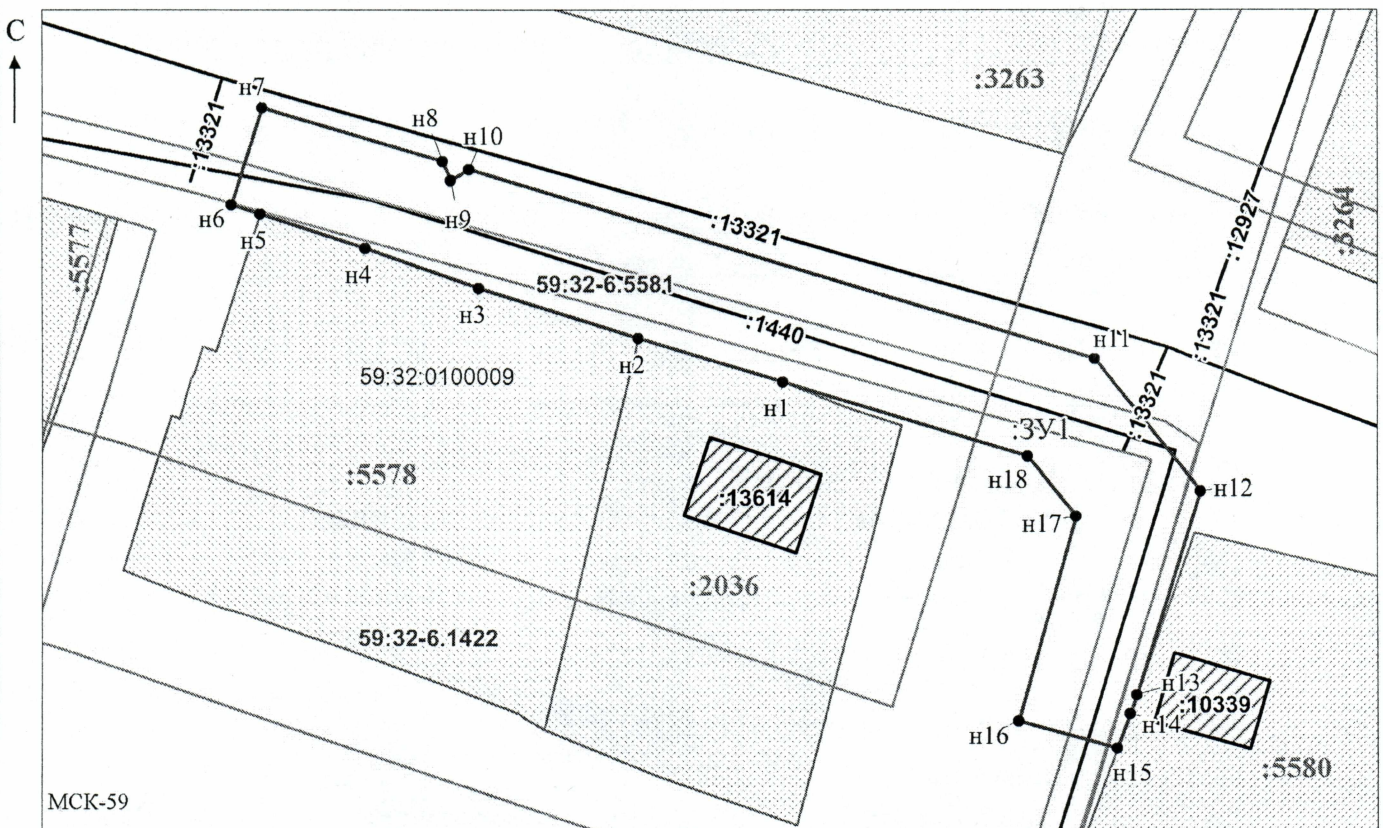 С
:3263
н7
:13321
н8
н10
н9
:13321
:12927
:3264
н6
н5
:5577
н4
н3
59:32-6.5581
:1440
:13321
н11
н2
59:32:0100009
н1
:13321
:ЗУ1
:5578
н18
:13614
н12
н17
:2036
59:32-6.1422
н13
:10339
н14
н16
н15
:5580
МСК-59